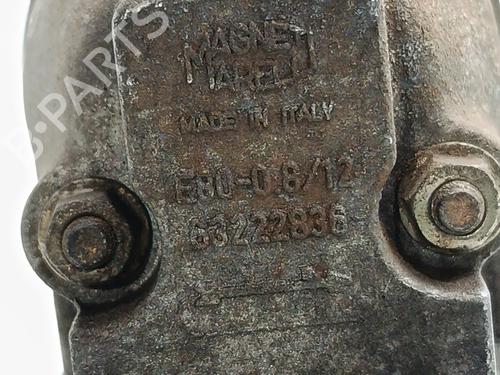 MAGNETI
MARELLI
MADE IN ITALY
E80-0.8/12
63222836
B-PARTS